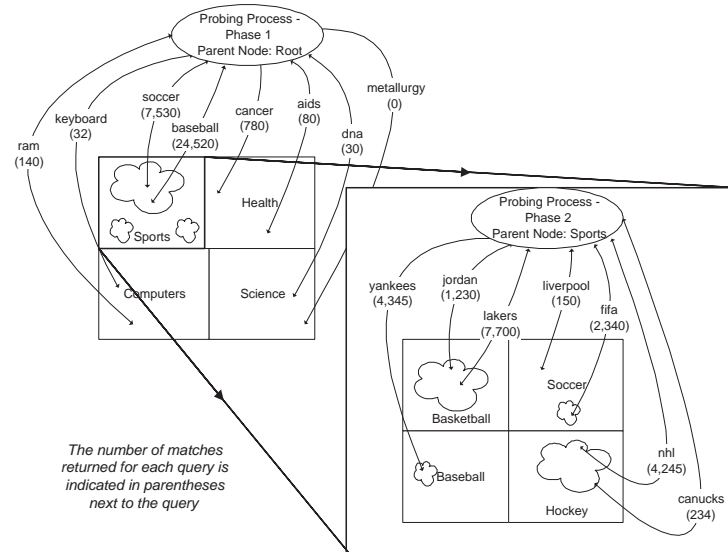 Probing Process -
Phase 1
Parent Node: Root
metallurgy
(0)
soccer
(7,530)
keyboard
(32)
ram
(140)
baseball
(24,520)
cancer
(780)
aids
(80)
dna
(30)
Health
Sports
Computers
Science
Probing Process -
Phase 2
Parent Node: Sports
yankees
(4,345)
jordan
(1,230)
lakers
(7,700)
liverpool
(150)
fifa
(2,340)
Soccer
Basketball
Baseball
Hockey
nhl
(4,245)
canucks
(234)
The number of matches
returned for each query is
indicated in parentheses
next to the query